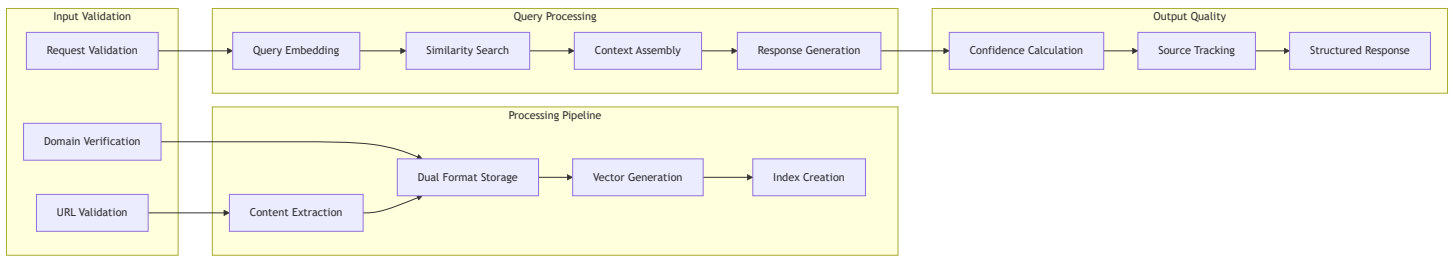 Input Validation
Request Validation
Domain Verification
URL Validation
Query Processing
Query Embedding
Similarity Search
Context Assembly
Response Generation
Processing Pipeline
Content Extraction
Dual Format Storage
Vector Generation
Index Creation
Output Quality
Confidence Calculation
Source Tracking
Structured Response